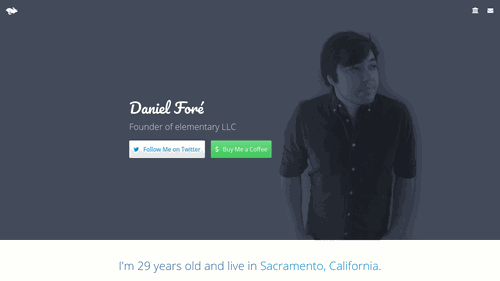 Daniel Foré
Founder of elementary LLC
Follow Me on Twitter
$ Buy Me a Coffee
I'm 29 years old and live in Sacramento, California.